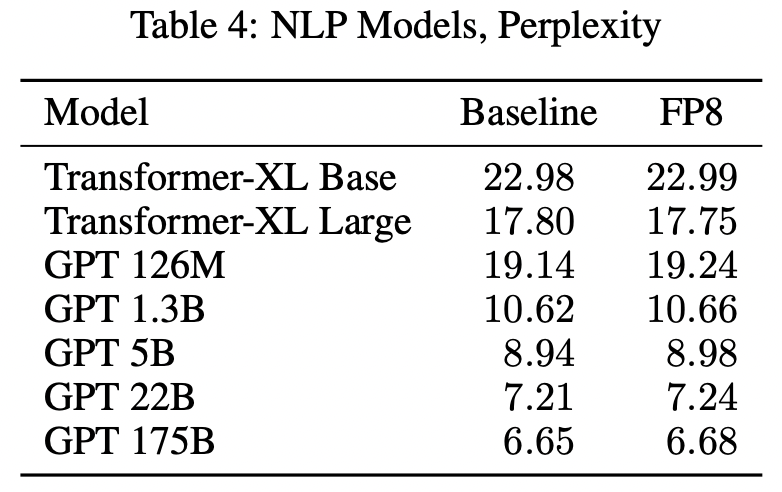 Table 4: NLP Models, Perplexity
Model Baseline FP8
Transformer-XL Base 22.98 22.99
Transformer-XL Large 17.80 17.75
GPT 126M 19.14 19.24
GPT 1.3B 10.62 10.66
GPT 5B 8.94 8.98
GPT 22B 7.21 7.24
GPT 175B 6.65 6.68